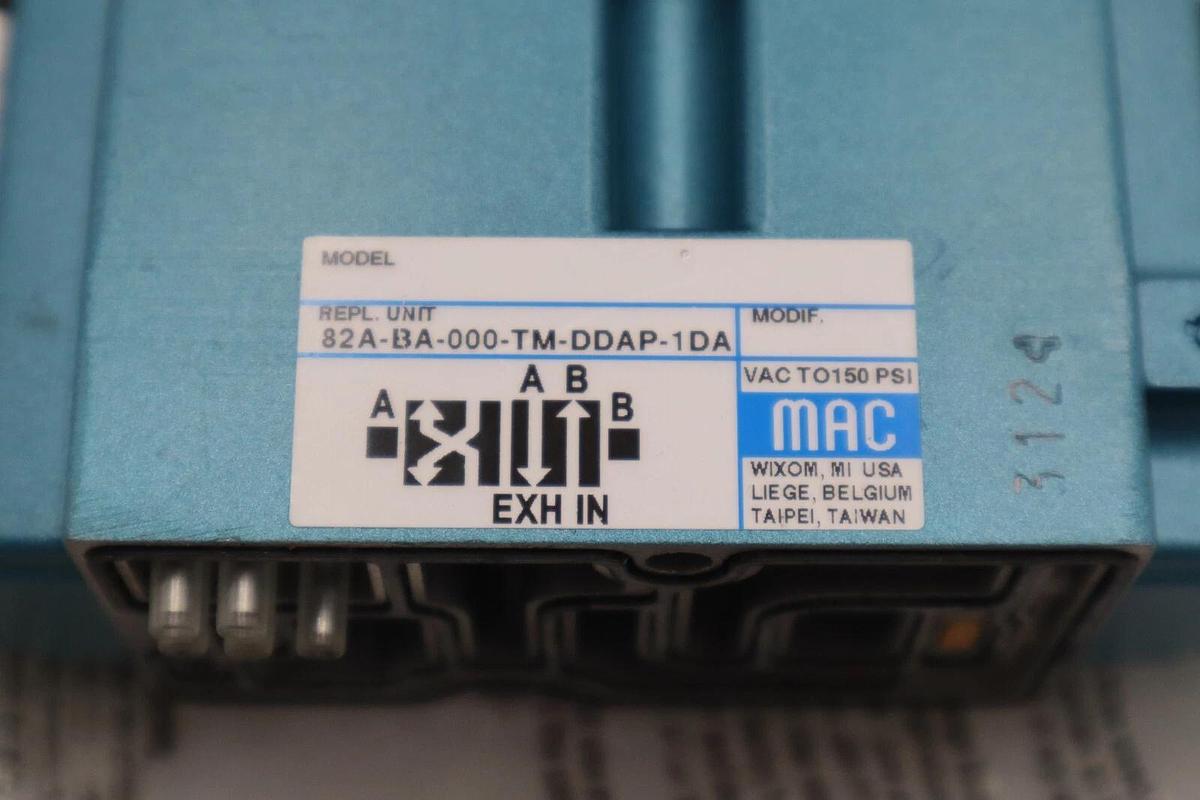 MODEL
REPL. UNIT
82A-BA-000-TM-DDAP-1DA
MODIF.
VAC TO150 PSI
MAC
WIXOM, MI USA
LIEGE, BELGIUM
TAIPEI, TAIWAN
A B
A
B
EXH IN
3124